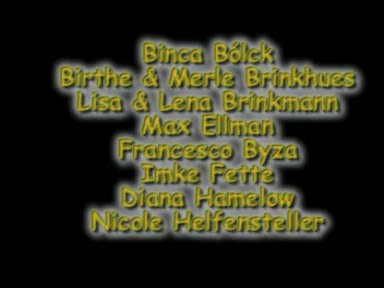 Binca Bólck
Birthe & Merle Brinkhues
Lisa & Lena Brinkmann
Max Ellman
Francesco Byza
Imke Fette
Diana Hamelow
Nicole Helfensteller